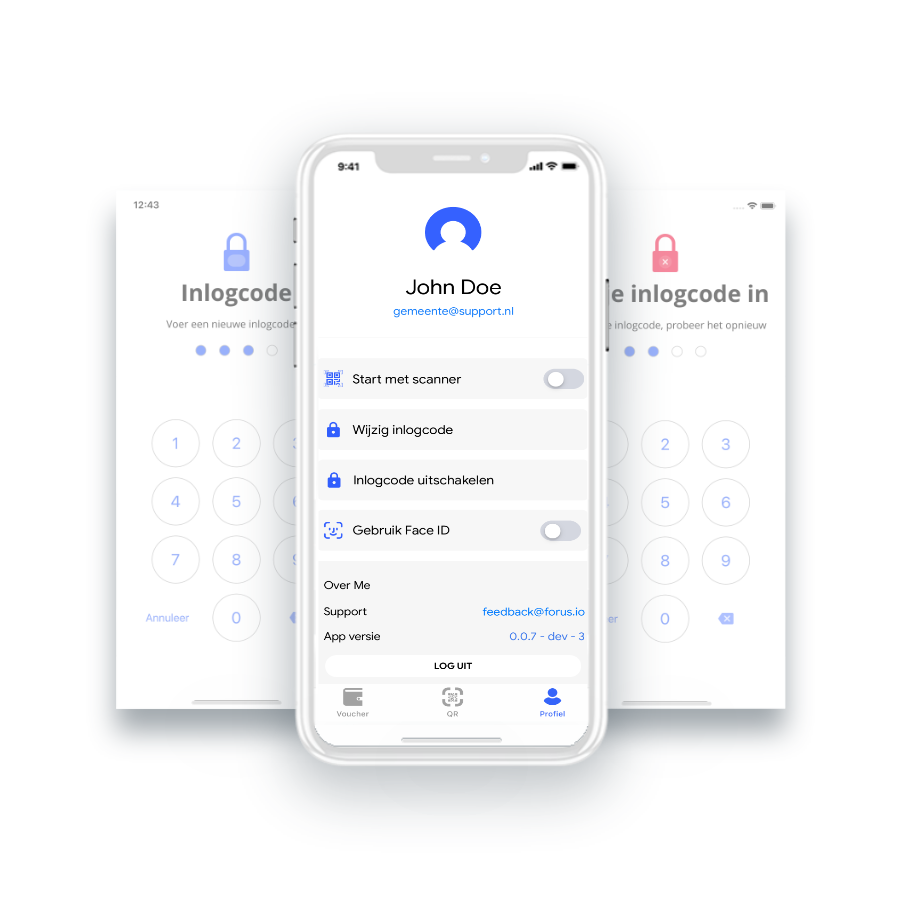 12:43
Inlogcode
Voer een nieuwe inlogcode
1
2
4
5
7
8
Annuleer
0
9:41
John Doe
gemeente@support.nl
Start met scanner
Wijzig inlogcode
Inlogcode uitschakelen
Gebruik Face ID
Over Me
Support feedback@forus.io
App versie 0.0.7 - dev - 3
LOG UIT
Voucher QR Profiel
e inlogcode in
e inlogcode, probeer het opnieuw
2
3
5
6
8
9
er
0